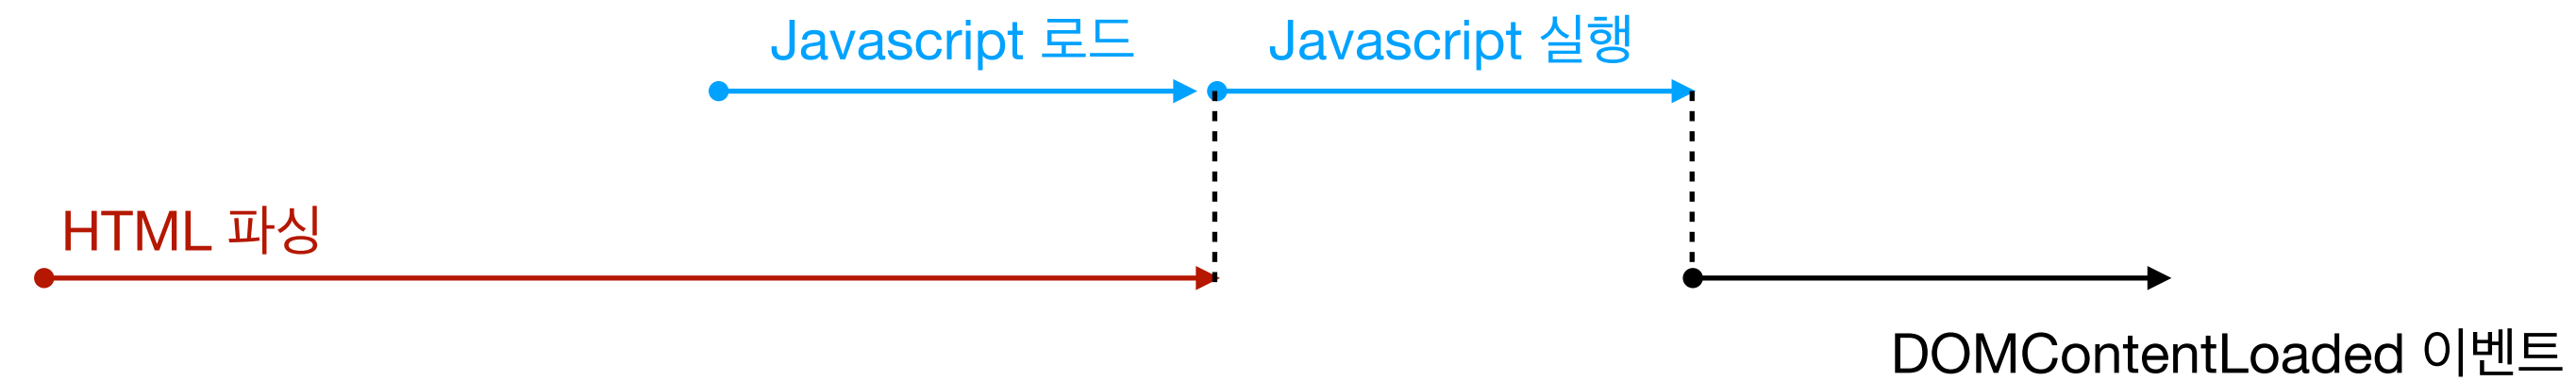 Javascript 로드
Javascript 실행
HTML 파싱
DOMContentLoaded 이벤트